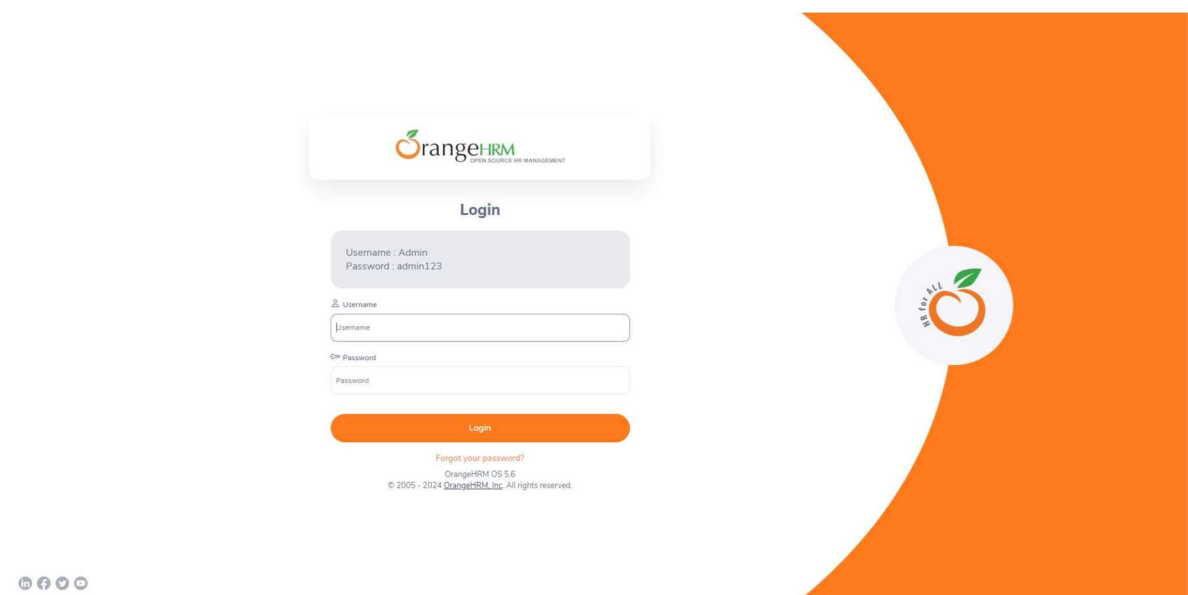 OrangeHRM
OPEN SOURCE HR MANAGEMENT
Login
Username : Admin
Password : admin123
Username
Username
Password
Password
Login
Forgot your password?
OrangeHRM OS 5.6
© 2005 - 2024 OrangeHRM, Inc. All rights reserved.
HR for ALL